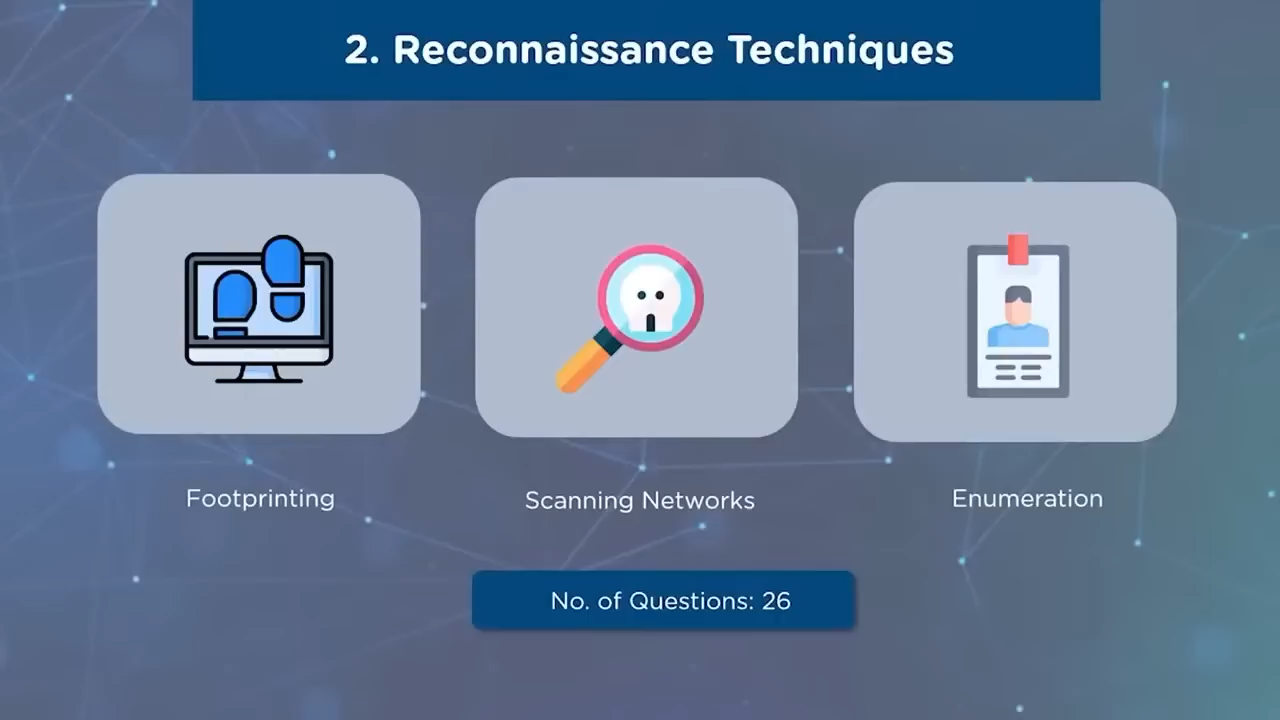 2. Reconnaissance Techniques
Footprinting
Scanning Networks
Enumeration
No. of Questions: 26